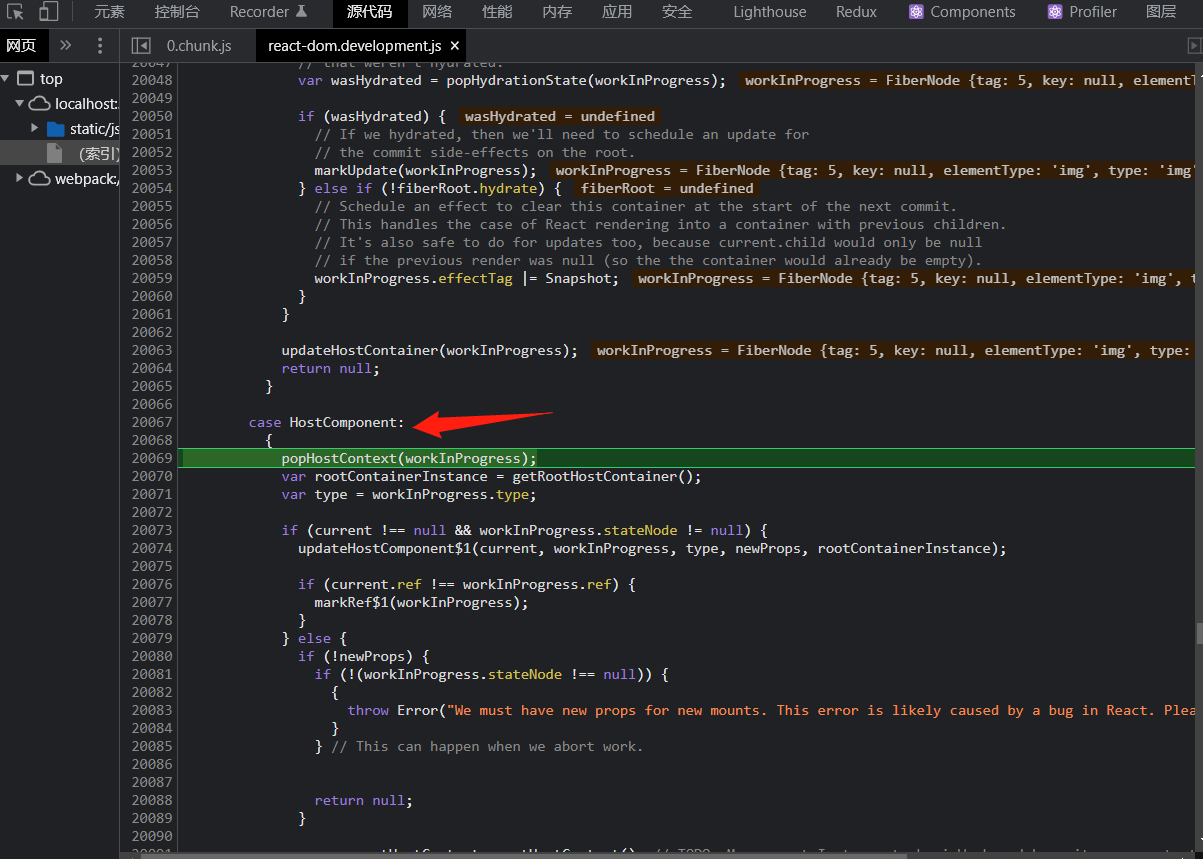 元素 控制台 Recorder 源代码 网络 性能 内存 应用 安全 Lighthouse Redux Components Profiler 图层
网页 0.chunk.js react-dom.development.js ×
top
localhost:
static/js
(索引)
webpack:/
20047 // that weren't hydrated.
20048 var wasHydrated = popHydrationState(workInProgress); workInProgress = FiberNode {tag: 5, key: null, elementT
20049
20050 if (wasHydrated) { wasHydrated = undefined
20051 // If we hydrated, then we'll need to schedule an update for
20052 // the commit side-effects on the root.
20053 markUpdate(workInProgress); workInProgress = FiberNode {tag: 5, key: null, elementType: 'img', type: 'img'
20054 } else if (!fiberRoot.hydrate) { fiberRoot = undefined
20055 // Schedule an effect to clear this container at the start of the next commit.
20056 // This handles the case of React rendering into a container with previous children.
20057 // It's also safe to do for updates too, because current.child would only be null
20058 // if the previous render was null (so the the container would already be empty).
20059 workInProgress.effectTag |= Snapshot; workInProgress = FiberNode {tag: 5, key: null, elementType: 'img', t
20060 }
20061 }
20062
20063 updateHostContainer(workInProgress); workInProgress = FiberNode {tag: 5, key: null, elementType: 'img', type:
20064 return null;
20065 }
20066
20067 case HostComponent:
20068 {
20069 popHostContext(workInProgress);
20070 var rootContainerInstance = getRootHostContainer();
20071 var type = workInProgress.type;
20072
20073 if (current !== null && workInProgress.stateNode != null) {
20074 updateHostComponent$1(current, workInProgress, type, newProps, rootContainerInstance);
20075
20076 if (current.ref !== workInProgress.ref) {
20077 markRef$1(workInProgress);
20078 }
20079 } else {
20080 if (!newProps) {
20081 if (!(workInProgress.stateNode !== null)) {
20082 {
20083 throw Error("We must have new props for new mounts. This error is likely caused by a bug in React. Plea
20084 }
20085 } // This can happen when we abort work.
20086
20087
20088 return null;
20089 }
20090